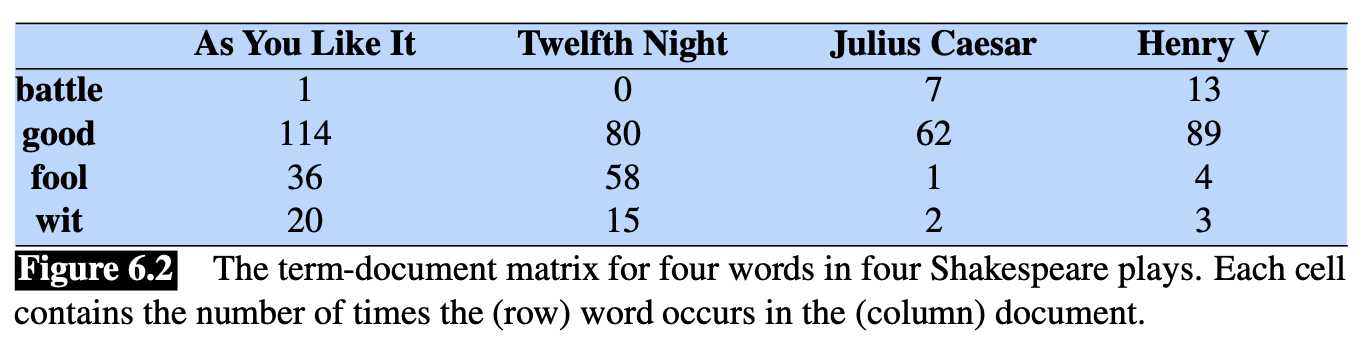 As You Like It Twelfth Night Julius Caesar Henry V
battle 1 0 7 13
good 114 80 62 89
fool 36 58 1 4
wit 20 15 2 3
Figure 6.2 The term-document matrix for four words in four Shakespeare plays. Each cell
contains the number of times the (row) word occurs in the (column) document.